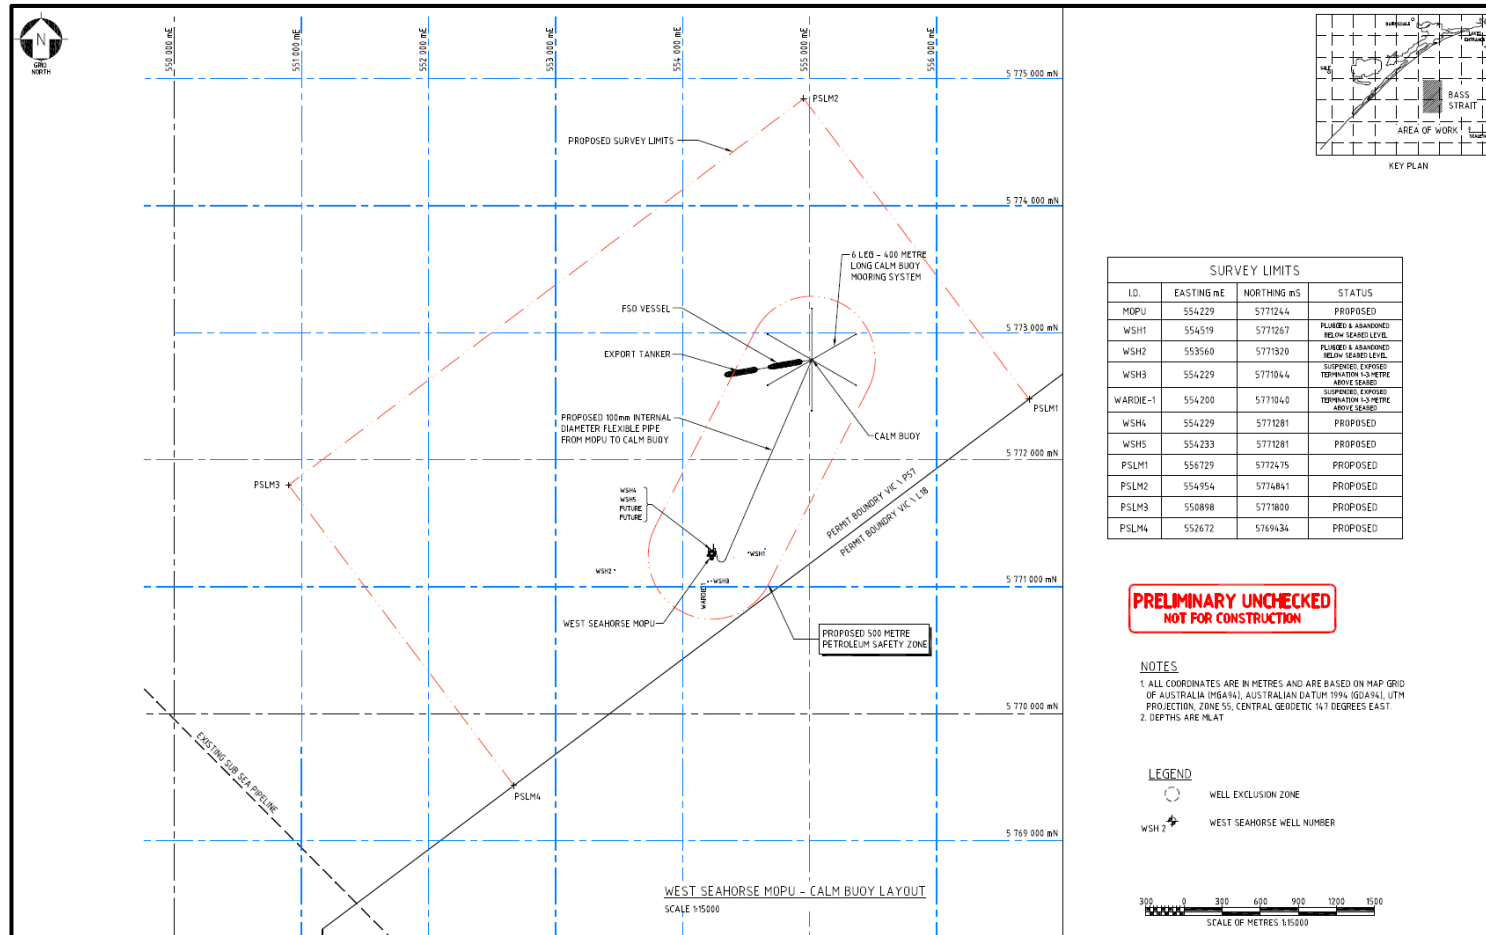 N
GRID
NORTH
550 000 mE
551 000 mE
552 000 mE
553 000 mE
554 000 mE
555 000 mE
556 000 mE
5 775 000 mN
5 774 000 mN
5 773 000 mN
5 772 000 mN
5 771 000 mN
5 770 000 mN
5 769 000 mN
PSLM2
PROPOSED SURVEY LIMITS
6 LEG - 400 METRE
LONG CALM BUOY
MOORING SYSTEM
FSO VESSEL
EXPORT TANKER
PSLM1
CALM BUOY
PROPOSED 100mm INTERNAL
DIAMETER FLEXIBLE PIPE
FROM MOPU TO CALM BUOY
PSLM3
WSH4
WSH5
FUTURE
FUTURE
PERMIT BOUNDRY VIC \ P57
PERMIT BOUNDRY VIC \ L18
WSH1
WSH2
WSH3
WARDIE-1
WEST SEAHORSE MOPU
PROPOSED 500 METRE
PETROLEUM SAFETY ZONE
EXISTING SUB SEA PIPELINE
PSLM4
WEST SEAHORSE MOPU - CALM BUOY LAYOUT
SCALE 1:15000
BAIRNSDALE
LAKES
ENTRANCE
SALE
BASS
STRAIT
AREA OF WORK
KEY PLAN
SURVEY LIMITS
I.D. EASTING mE NORTHING mS STATUS
MOPU 554229 5771244 PROPOSED
WSH1 554519 5771267 PLUGGED & ABANDONED BELOW SEABED LEVEL
WSH2 553560 5771320 PLUGGED & ABANDONED BELOW SEABED LEVEL
WSH3 554229 5771044 SUSPENDED, EXPOSED TERMINATION 1-3 METRE ABOVE SEABED
WARDIE-1 554200 5771040 SUSPENDED, EXPOSED TERMINATION 1-3 METRE ABOVE SEABED
WSH4 554229 5771281 PROPOSED
WSH5 554233 5771281 PROPOSED
PSLM1 556729 5772475 PROPOSED
PSLM2 554954 5774841 PROPOSED
PSLM3 550898 5771800 PROPOSED
PSLM4 552672 5769434 PROPOSED
PRELIMINARY UNCHECKED
NOT FOR CONSTRUCTION
NOTES
1. ALL COORDINATES ARE IN METRES AND ARE BASED ON MAP GRID
OF AUSTRALIA (MGA94), AUSTRALIAN DATUM 1994 (GDA94), UTM
PROJECTION, ZONE 55, CENTRAL GEODETIC 147 DEGREES EAST.
2. DEPTHS ARE MLAT
LEGEND
WELL EXCLUSION ZONE
WSH 2 WEST SEAHORSE WELL NUMBER
300 0 300 600 900 1200 1500
SCALE OF METRES 1:15000